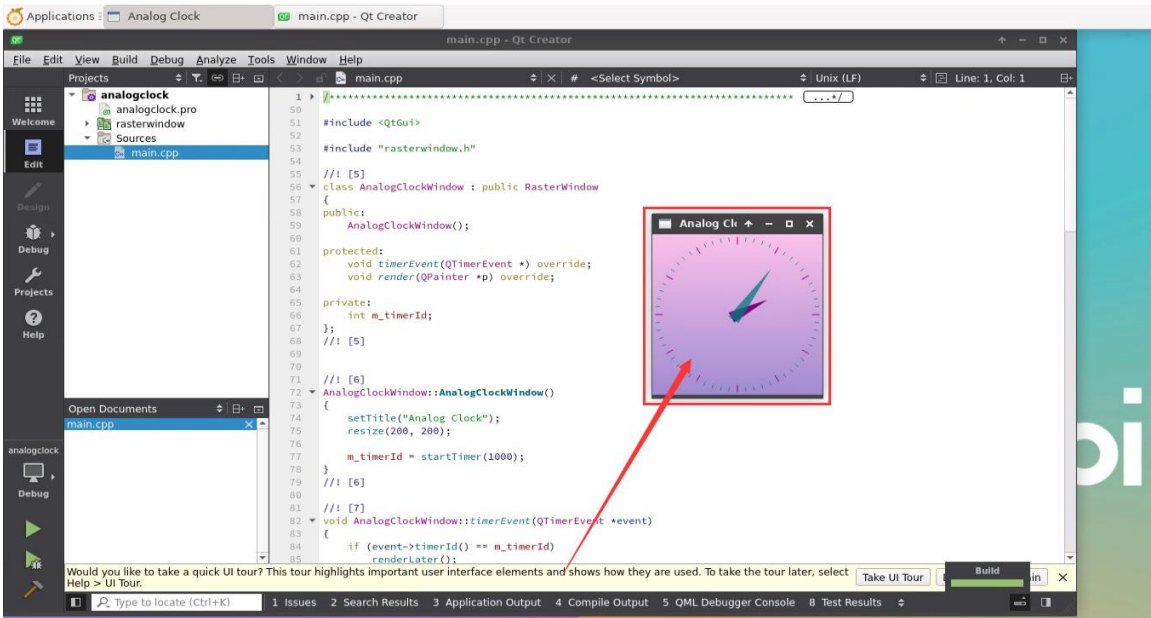 Applications
Analog Clock
main.cpp - Qt Creator
main.cpp - Qt Creator
File Edit View Build Debug Analyze Tools Window Help
Projects
main.cpp
# <Select Symbol>
Unix (LF)
Line: 1, Col: 1
Welcome
Edit
Design
Debug
Projects
Help
analogclock
Debug
analogclock
analogclock.pro
rasterwindow
Sources
main.cpp
Open Documents
main.cpp
1 /**************************************************************************** ...*/
50
51 #include <QtGui>
52
53 #include "rasterwindow.h"
54
55 //! [5]
56 class AnalogClockWindow : public RasterWindow
57 {
58 public:
59 AnalogClockWindow();
60
61 protected:
62 void timerEvent(QTimerEvent *) override;
63 void render(QPainter *p) override;
64
65 private:
66 int m_timerId;
67 };
68 //! [5]
69
70
71 //! [6]
72 AnalogClockWindow::AnalogClockWindow()
73 {
74 setTitle("Analog Clock");
75 resize(200, 200);
76
77 m_timerId = startTimer(1000);
78 }
79 //! [6]
80
81 //! [7]
82 void AnalogClockWindow::timerEvent(QTimerEvent *event)
83 {
84 if (event->timerId() == m_timerId)
85 renderLater();
Analog Cl
Would you like to take a quick UI tour? This tour highlights important user interface elements and shows how they are used. To take the tour later, select
Help > UI Tour.
Take UI Tour
Build
in
Type to locate (Ctrl+K)
1 Issues 2 Search Results 3 Application Output 4 Compile Output 5 QML Debugger Console 8 Test Results
pi